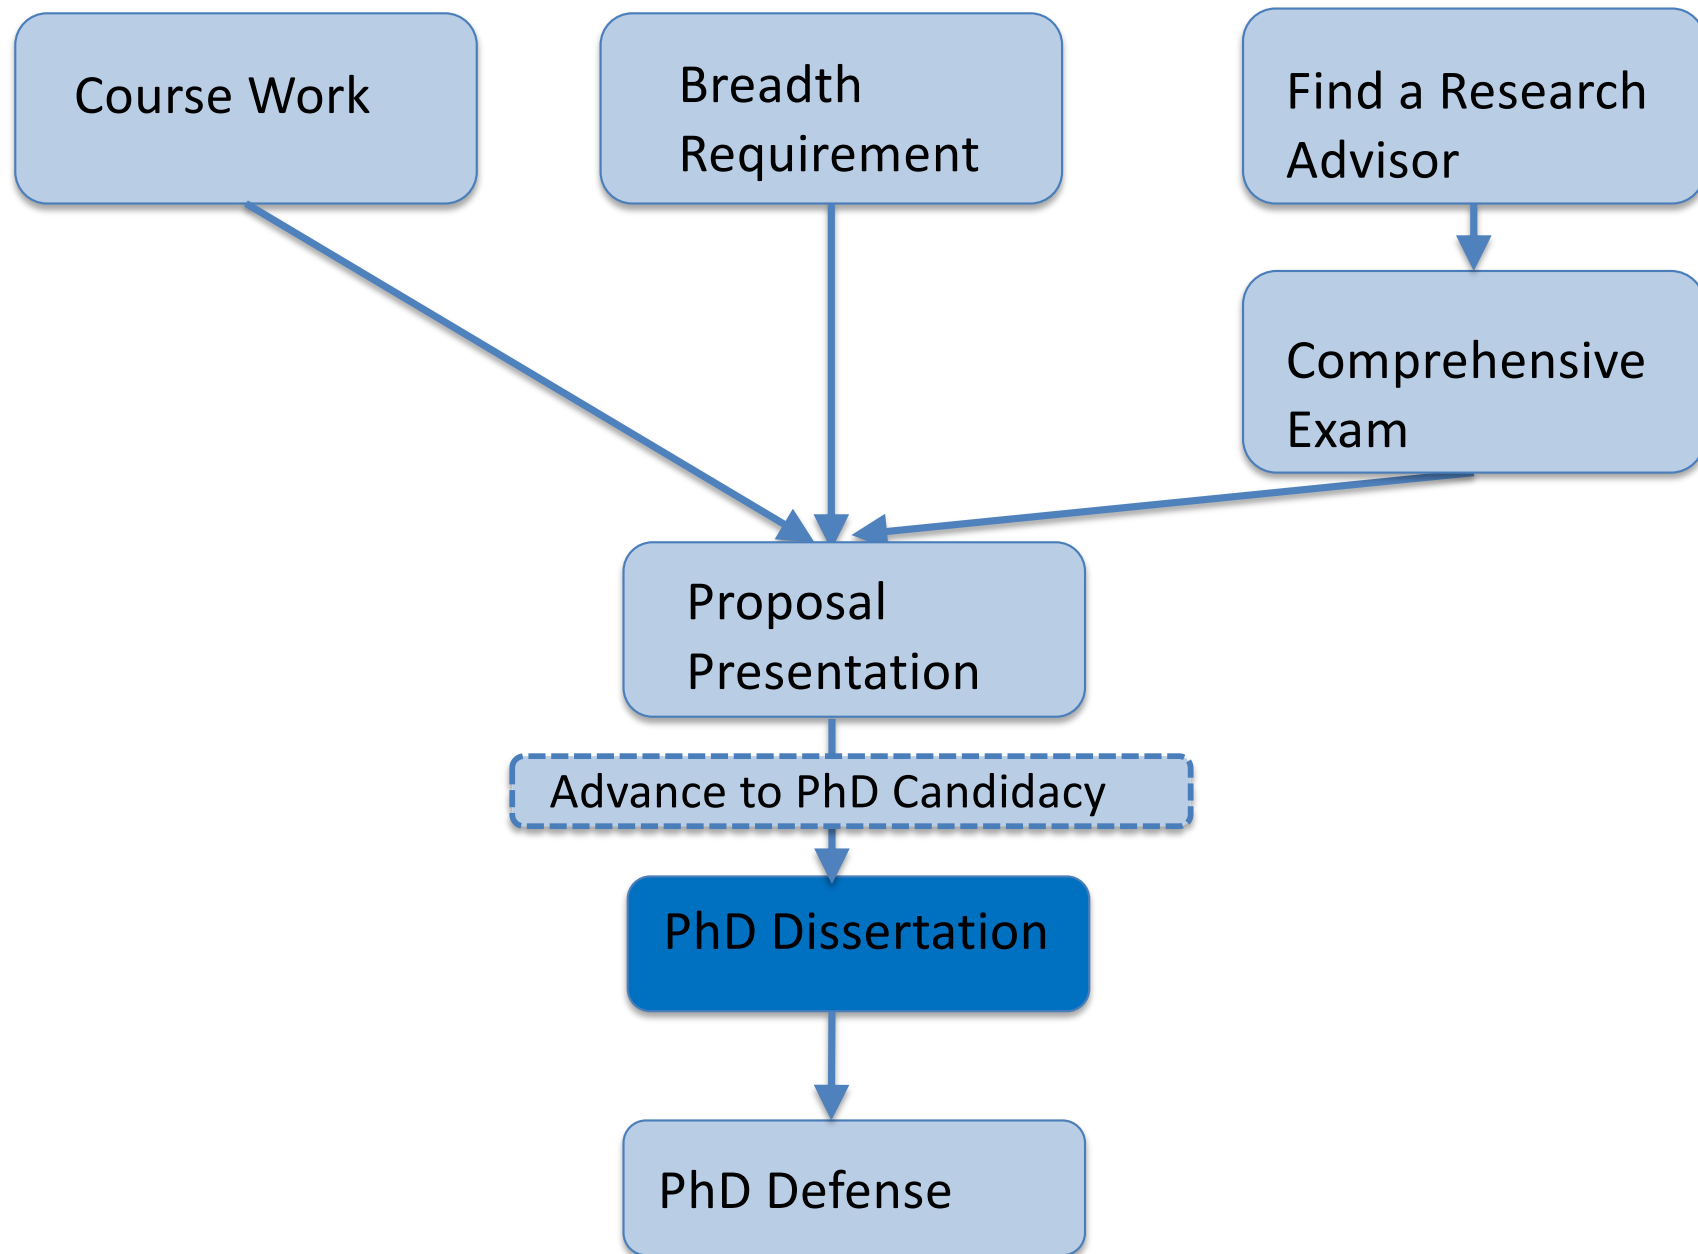 Course Work
Breadth
Requirement
Find a Research
Advisor
Comprehensive
Exam
Proposal
Presentation
Advance to PhD Candidacy
PhD Dissertation
PhD Defense